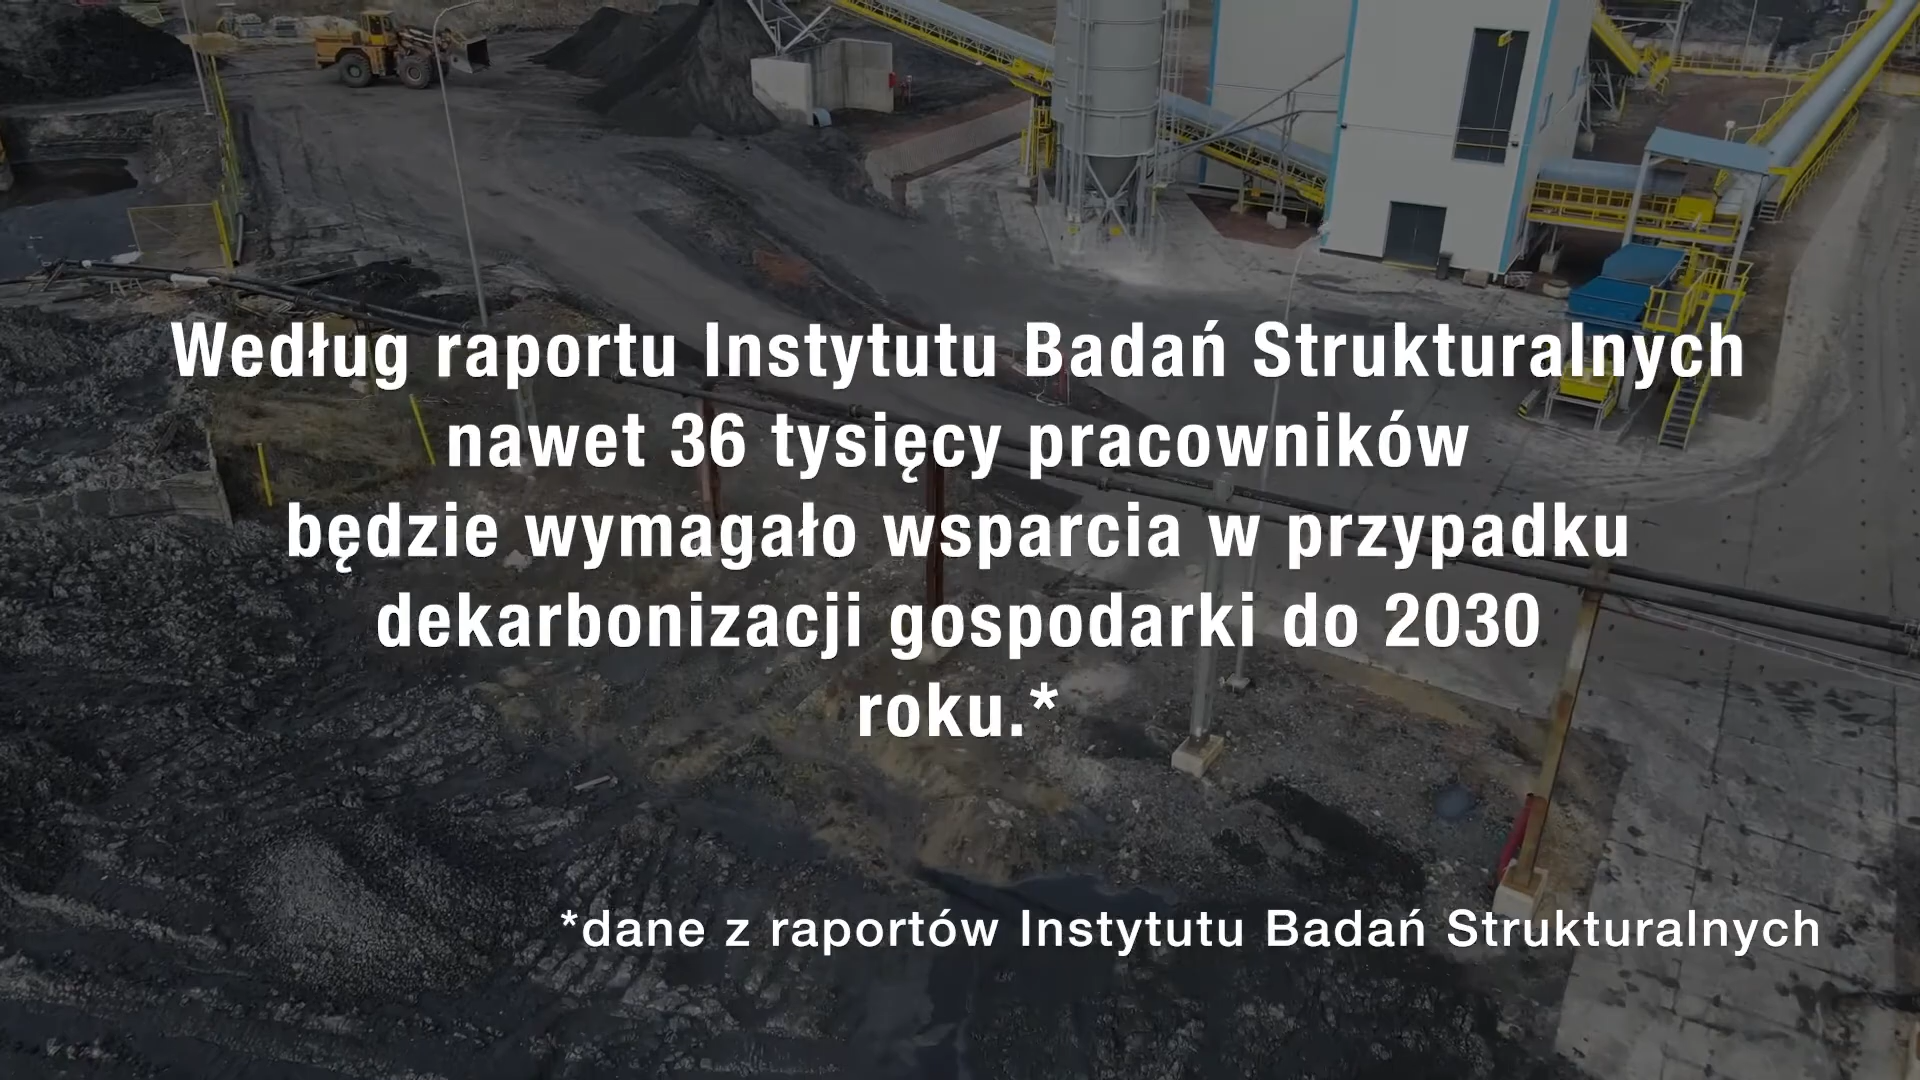 Według raportu Instytutu Badań Strukturalnych
nawet 36 tysięcy pracowników
będzie wymagało wsparcia w przypadku
dekarbonizacji gospodarki do 2030
roku.*
*dane z raportów Instytutu Badań Strukturalnych